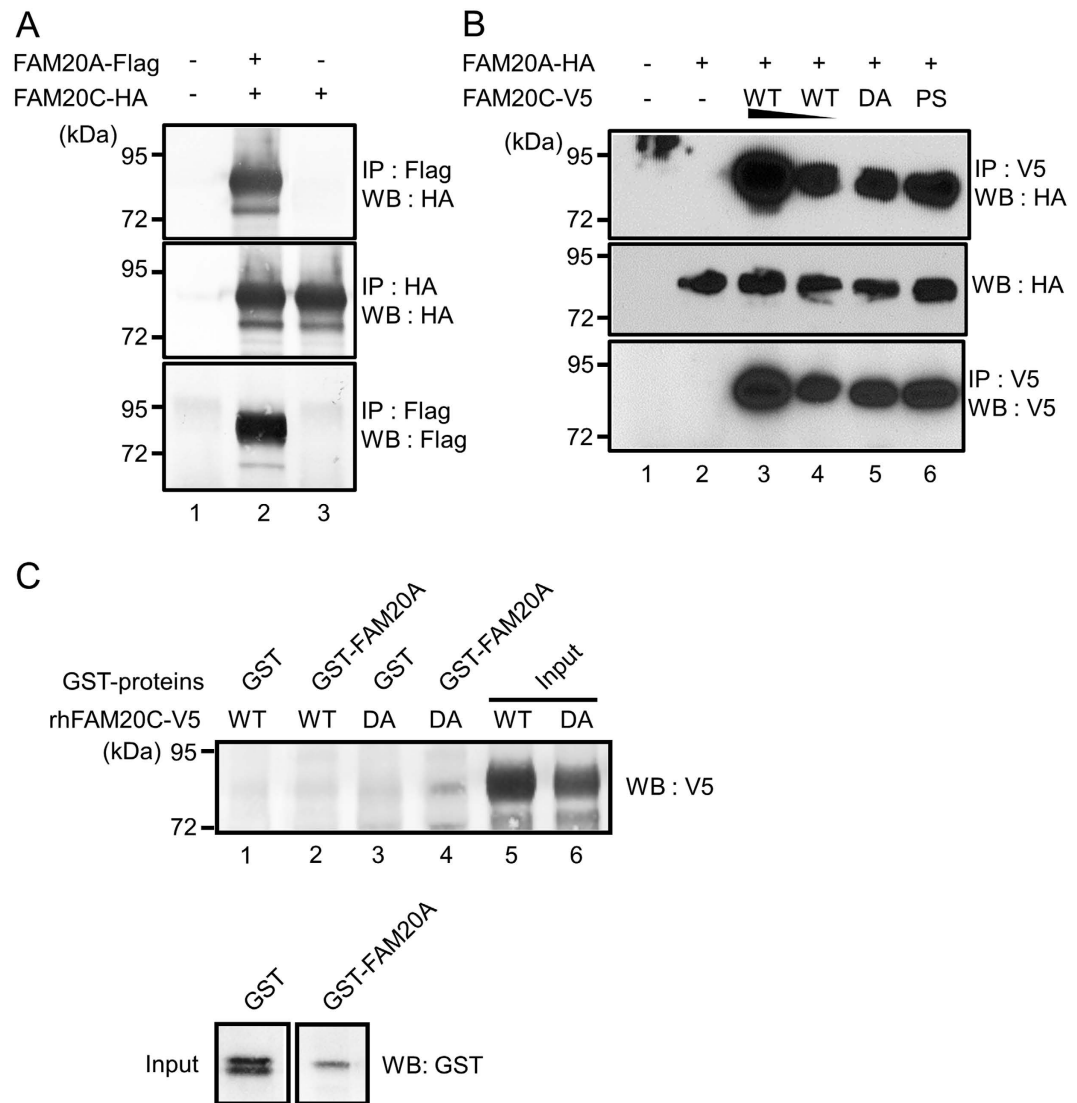 A
FAM20A-Flag - + -
FAM20C-HA - + +
(kDa)
95
72
IP : Flag
WB : HA
95
72
IP : HA
WB : HA
95
72
IP : Flag
WB : Flag
1 2 3
B
FAM20A-HA - + + + + +
FAM20C-V5 - - WT WT DA PS
(kDa)
95
72
IP : V5
WB : HA
95
72
WB : HA
95
72
IP : V5
WB : V5
1 2 3 4 5 6
C
GST-proteins GST GST-FAM20A GST GST-FAM20A Input
rhFAM20C-V5 WT WT DA DA WT DA
(kDa) 95
72
WB : V5
1 2 3 4 5 6
GST GST-FAM20A
Input WB: GST